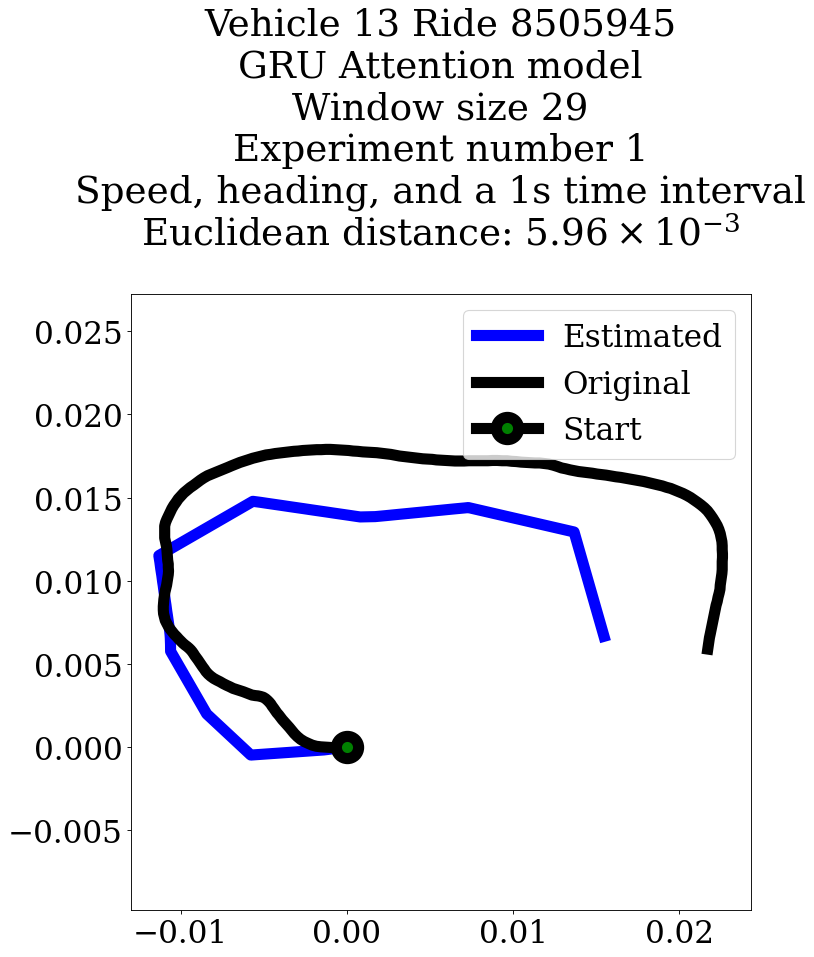 Vehicle 13 Ride 8505945
GRU Attention model
Window size 29
Experiment number 1
Speed, heading, and a 1s time interval
Euclidean distance: 5.96 × 10⁻³
Estimated
Original
Start
0.025
0.020
0.015
0.010
0.005
0.000
−0.005
−0.01 0.00 0.01 0.02